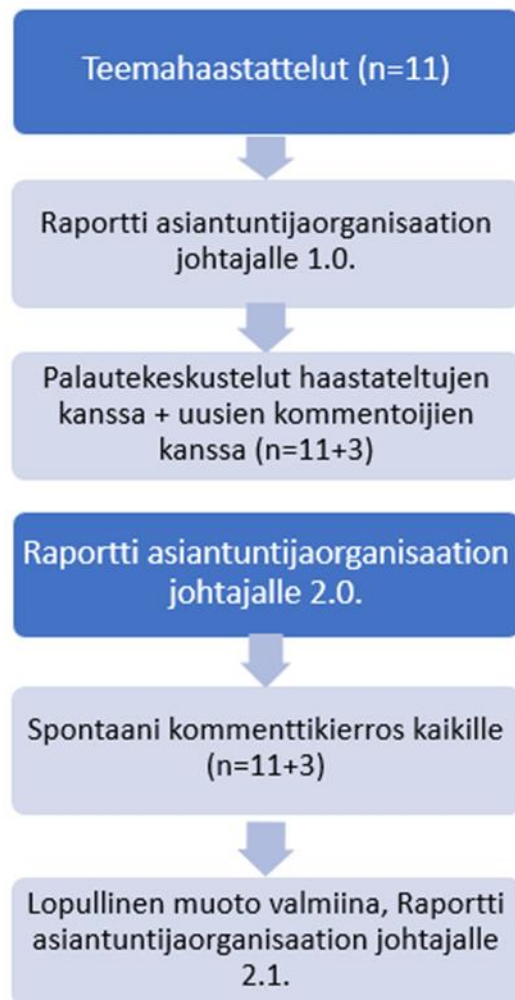 Teemahaastattelut (n=11)
Raportti asiantuntijaorganisaation
johtajalle 1.0.
Palautekeskustelut haastateltujen
kanssa + uusien kommentoijien
kanssa (n=11+3)
Raportti asiantuntijaorganisaation
johtajalle 2.0.
Spontaani kommenttikierros kaikille
(n=11+3)
Lopullinen muoto valmiina, Raportti
asiantuntijaorganisaation johtajalle
2.1.